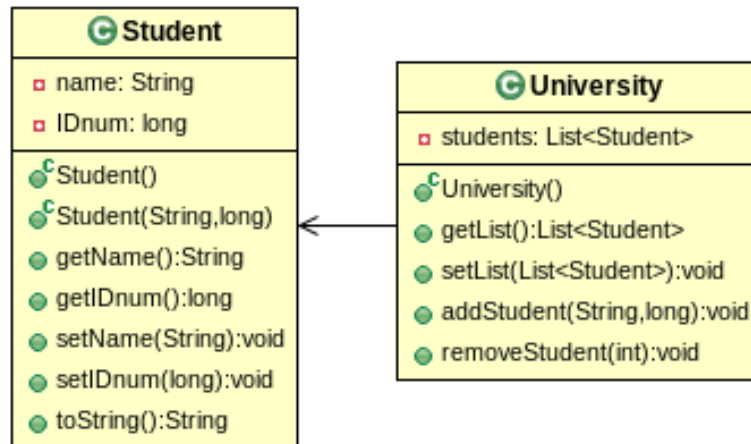 Student
name: String
IDnum: long
Student()
Student(String,long)
getName():String
getIDnum():long
setName(String):void
setIDnum(long):void
toString():String
University
students: List<Student>
University()
getList():List<Student>
setList(List<Student>):void
addStudent(String,long):void
removeStudent(int):void